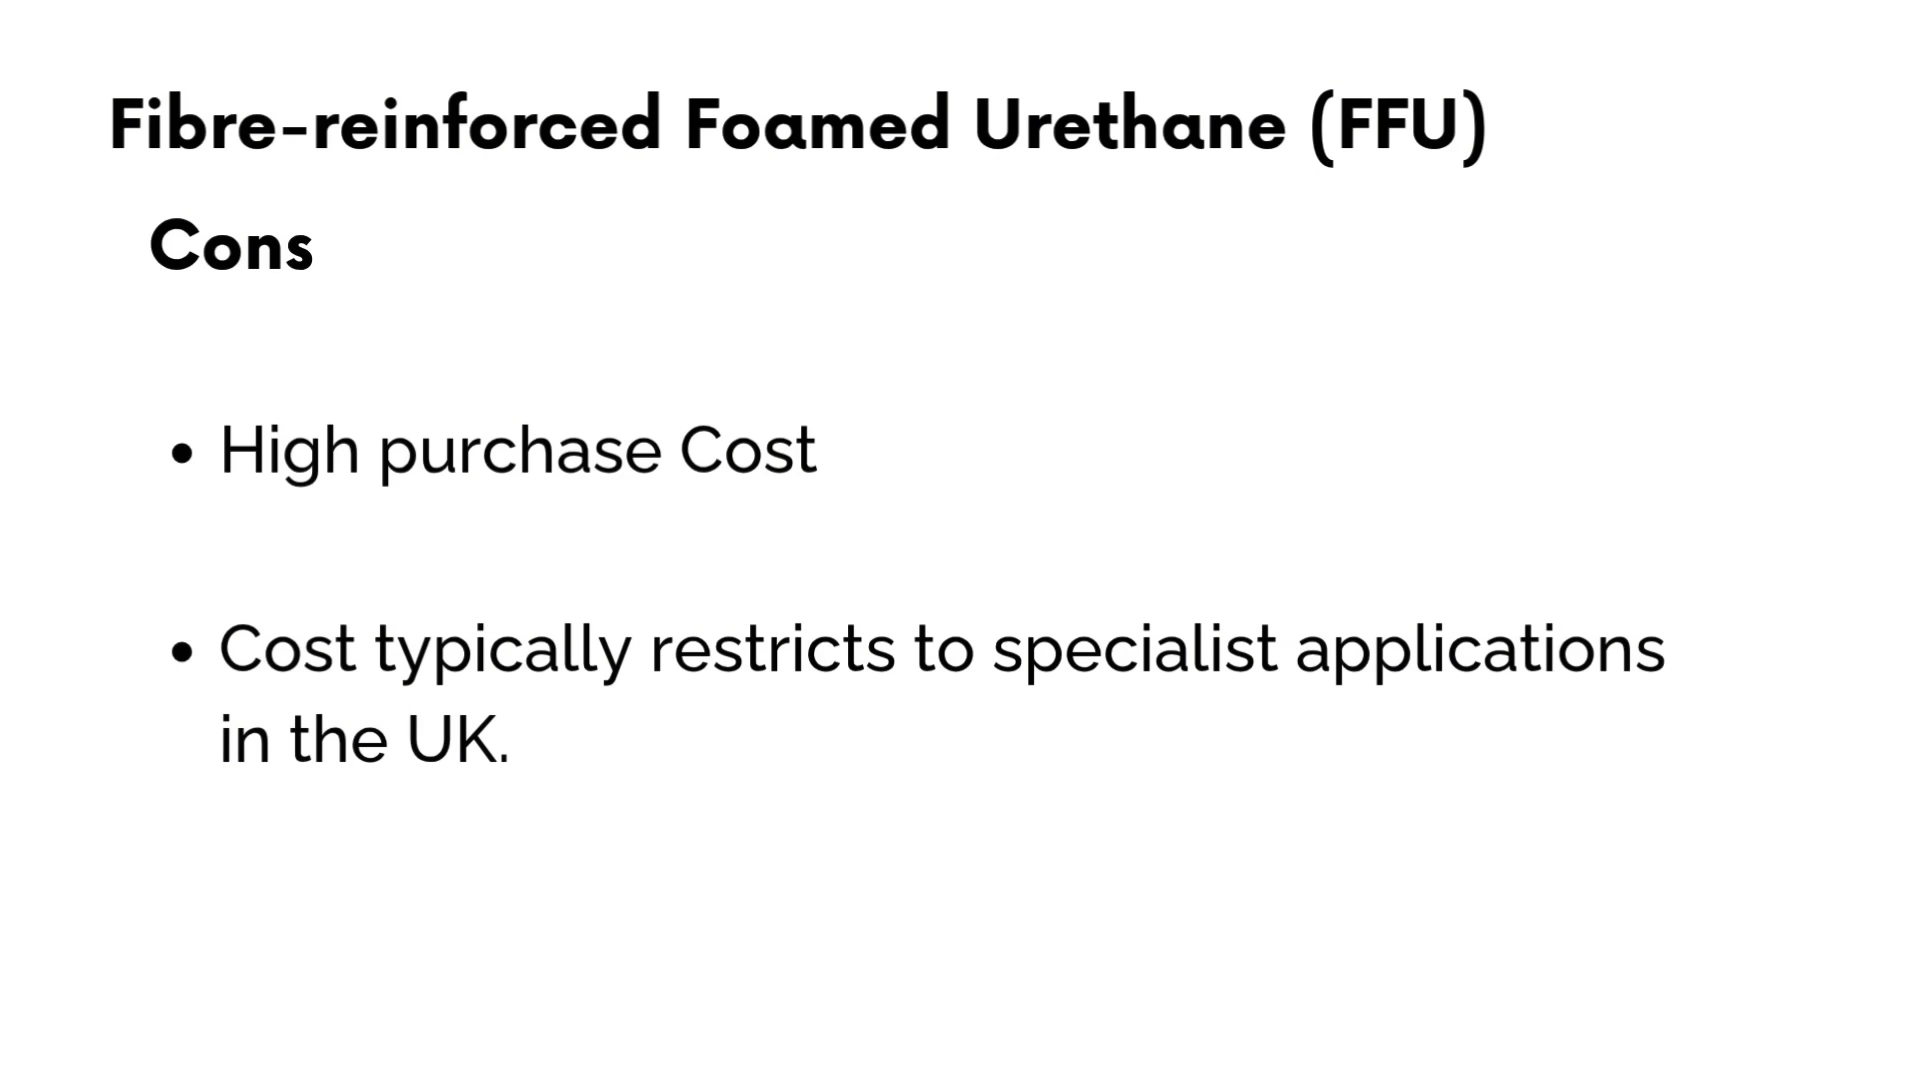 Fibre-reinforced Foamed Urethane (FFU)
Cons
• High purchase Cost
• Cost typically restricts to specialist applications
in the UK.